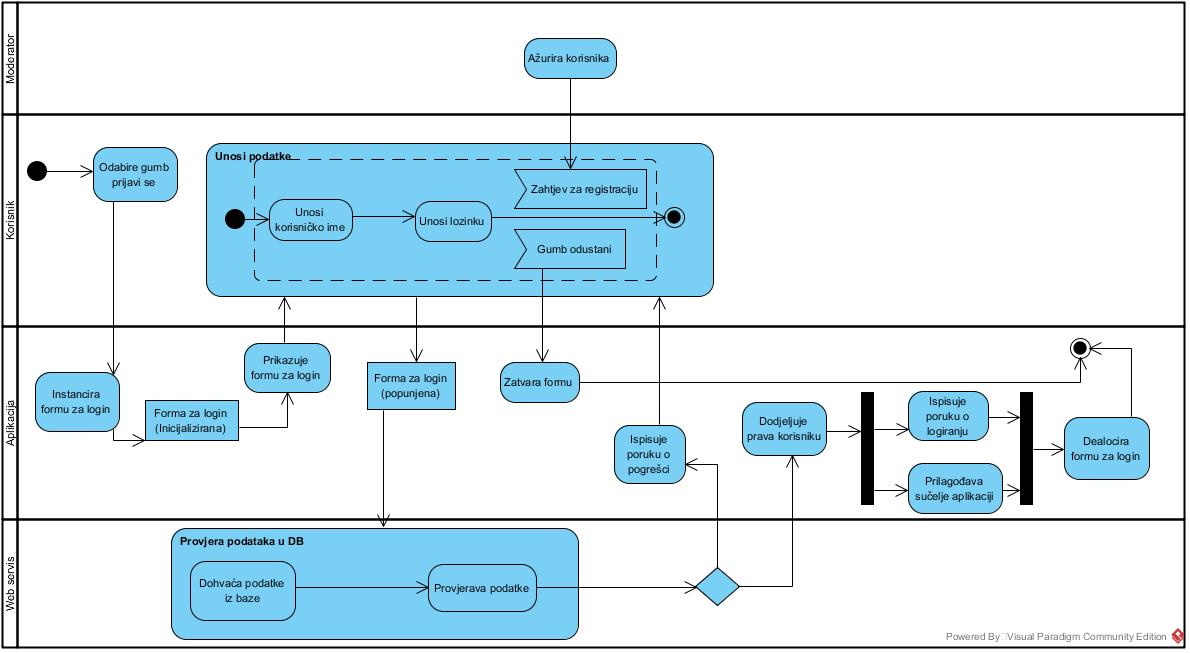 Moderator
Ažurira korisnika
Korisnik
Odabire gumb
prijavi se
Unosi podatke
Zahtjev za registraciju
Unosi
korisničko ime
Unosi lozinku
Gumb odustani
Aplikacija
Instancira
formu za login
Forma za login
(Inicijalizirana)
Prikazuje
formu za login
Forma za login
(popunjena)
Zatvara formu
Ispisuje
poruku o
pogrešci
Dodjeljuje
prava korisniku
Ispisuje
poruku o
logiranju
Prilagođava
sučelje aplikaciji
Dealocira
formu za login
Web servis
Provjera podataka u DB
Dohvaća podatke
iz baze
Provjerava podatke
Powered By Visual Paradigm Community Edition